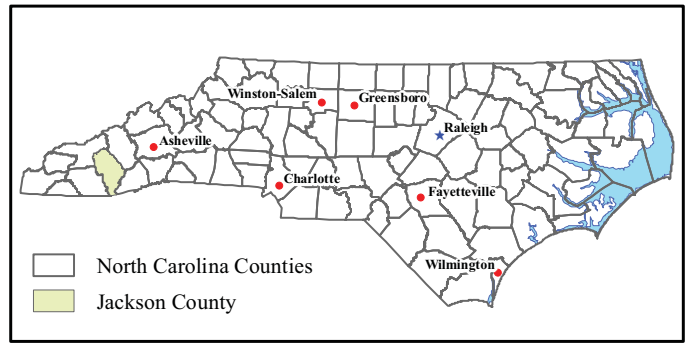 Winston-Salem
Greensboro
Raleigh
Asheville
Charlotte
Fayetteville
Wilmington
North Carolina Counties
Jackson County